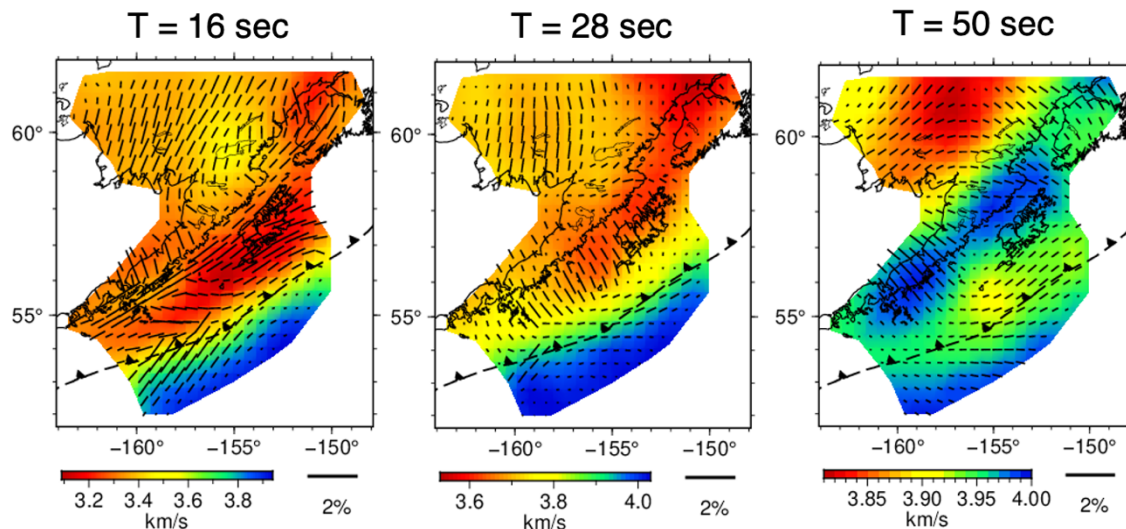 T = 16 sec T = 28 sec T = 50 sec
60° 60° 60°
55° 55° 55°
−160° −155° −150° −160° −155° −150° −160° −155° −150°
3.2 3.4 3.6 3.8 2% 3.6 3.8 4.0 2% 3.85 3.90 3.95 4.00 2%
km/s km/s km/s